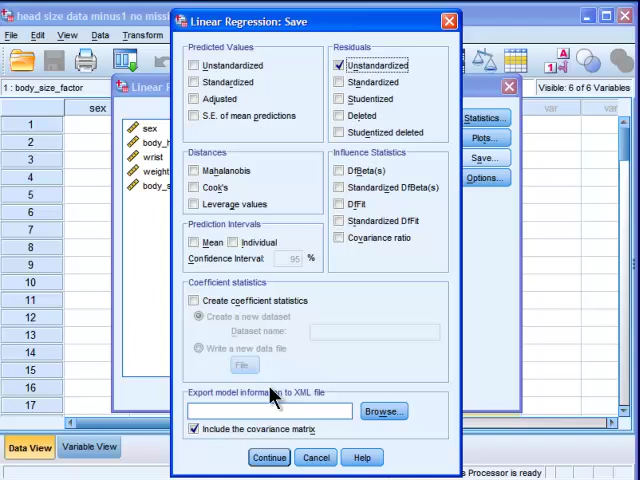 head size data minus1 no miss
Linear Regression: Save
File
Edit
View
Data
Transform
1 : body_size_factor
Visible: 6 of 6 Variables
Linear R
sex
var
var
1
2
3
4
5
6
7
8
9
10
11
12
13
14
15
16
17
sex
body_h
wrist
weight
body_s
Predicted Values
Unstandardized
Standardized
Adjusted
S.E. of mean predictions
Residuals
Unstandardized
Standardized
Studentized
Deleted
Studentized deleted
Distances
Mahalanobis
Cook's
Leverage values
Influence Statistics
DfBeta(s)
Standardized DfBeta(s)
DfFit
Standardized DfFit
Covariance ratio
Prediction Intervals
Mean
Individual
Confidence Interval:
95
%
Coefficient statistics
Create coefficient statistics
Create a new dataset
Dataset name:
Write a new data file
File...
Export model information to XML file
Browse...
Include the covariance matrix
Continue
Cancel
Help
Statistics...
Plots...
Save...
Options...
Data View
Variable View
s Processor is ready